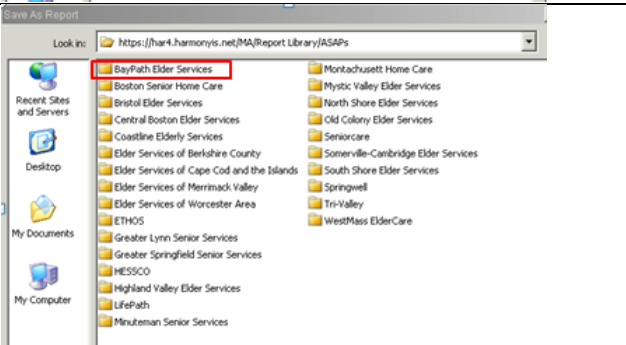 Save As Report
Look in: https://har4.harmonyis.net/MA/Report Library/ASAPs
Recent Sites
and Servers
Desktop
My Documents
My Computer
BayPath Elder Services
Boston Senior Home Care
Bristol Elder Services
Central Boston Elder Services
Coastline Elderly Services
Elder Services of Berkshire County
Elder Services of Cape Cod and the Islands
Elder Services of Merrimack Valley
Elder Services of Worcester Area
ETHOS
Greater Lynn Senior Services
Greater Springfield Senior Services
HESSCO
Highland Valley Elder Services
LifePath
Minuteman Senior Services
Montachusett Home Care
Mystic Valley Elder Services
North Shore Elder Services
Old Colony Elder Services
Seniorcare
Somerville-Cambridge Elder Services
South Shore Elder Services
Springwell
Tri-Valley
WestMass ElderCare